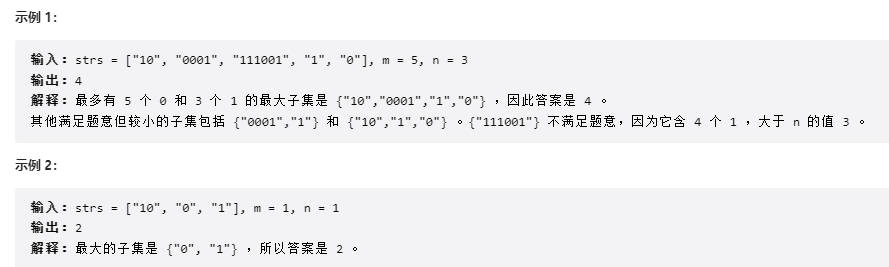 示例 1:
输入：strs = ["10", "0001", "111001", "1", "0"], m = 5, n = 3
输出：4
解释：最多有 5 个 0 和 3 个 1 的最大子集是 {"10","0001","1","0"} ，因此答案是 4 。
其他满足题意但较小的子集包括 {"0001","1"} 和 {"10","1","0"} 。{"111001"} 不满足题意，因为它含 4 个 1 ，大于 n 的值 3 。
示例 2:
输入：strs = ["10", "0", "1"], m = 1, n = 1
输出：2
解释：最大的子集是 {"0", "1"} ，所以答案是 2 。